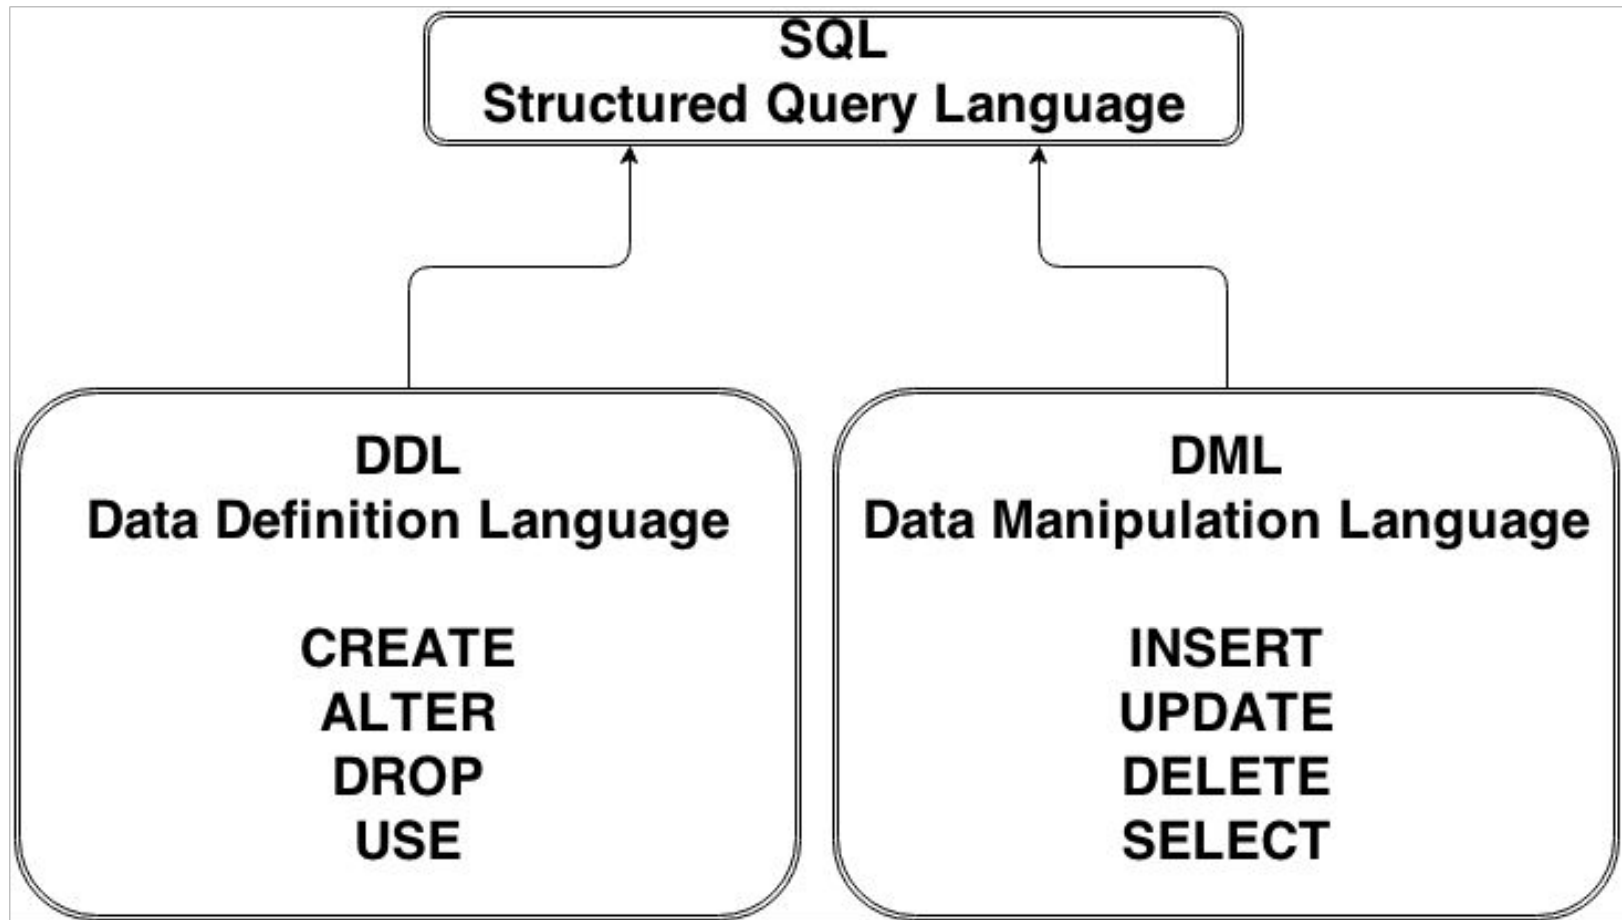 SQL
Structured Query Language
DDL
Data Definition Language
CREATE
ALTER
DROP
USE
DML
Data Manipulation Language
INSERT
UPDATE
DELETE
SELECT